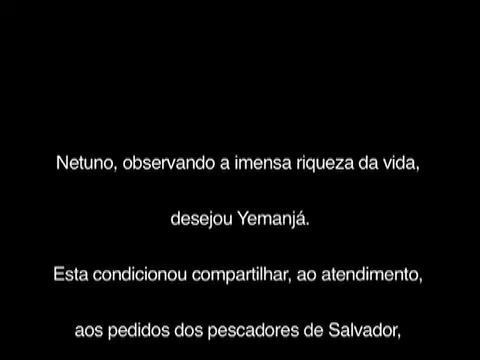 Netuno, observando a imensa riqueza da vida,
desejou Yemanjá.
Esta condicionou compartilhar, ao atendimento,
aos pedidos dos pescadores de Salvador,